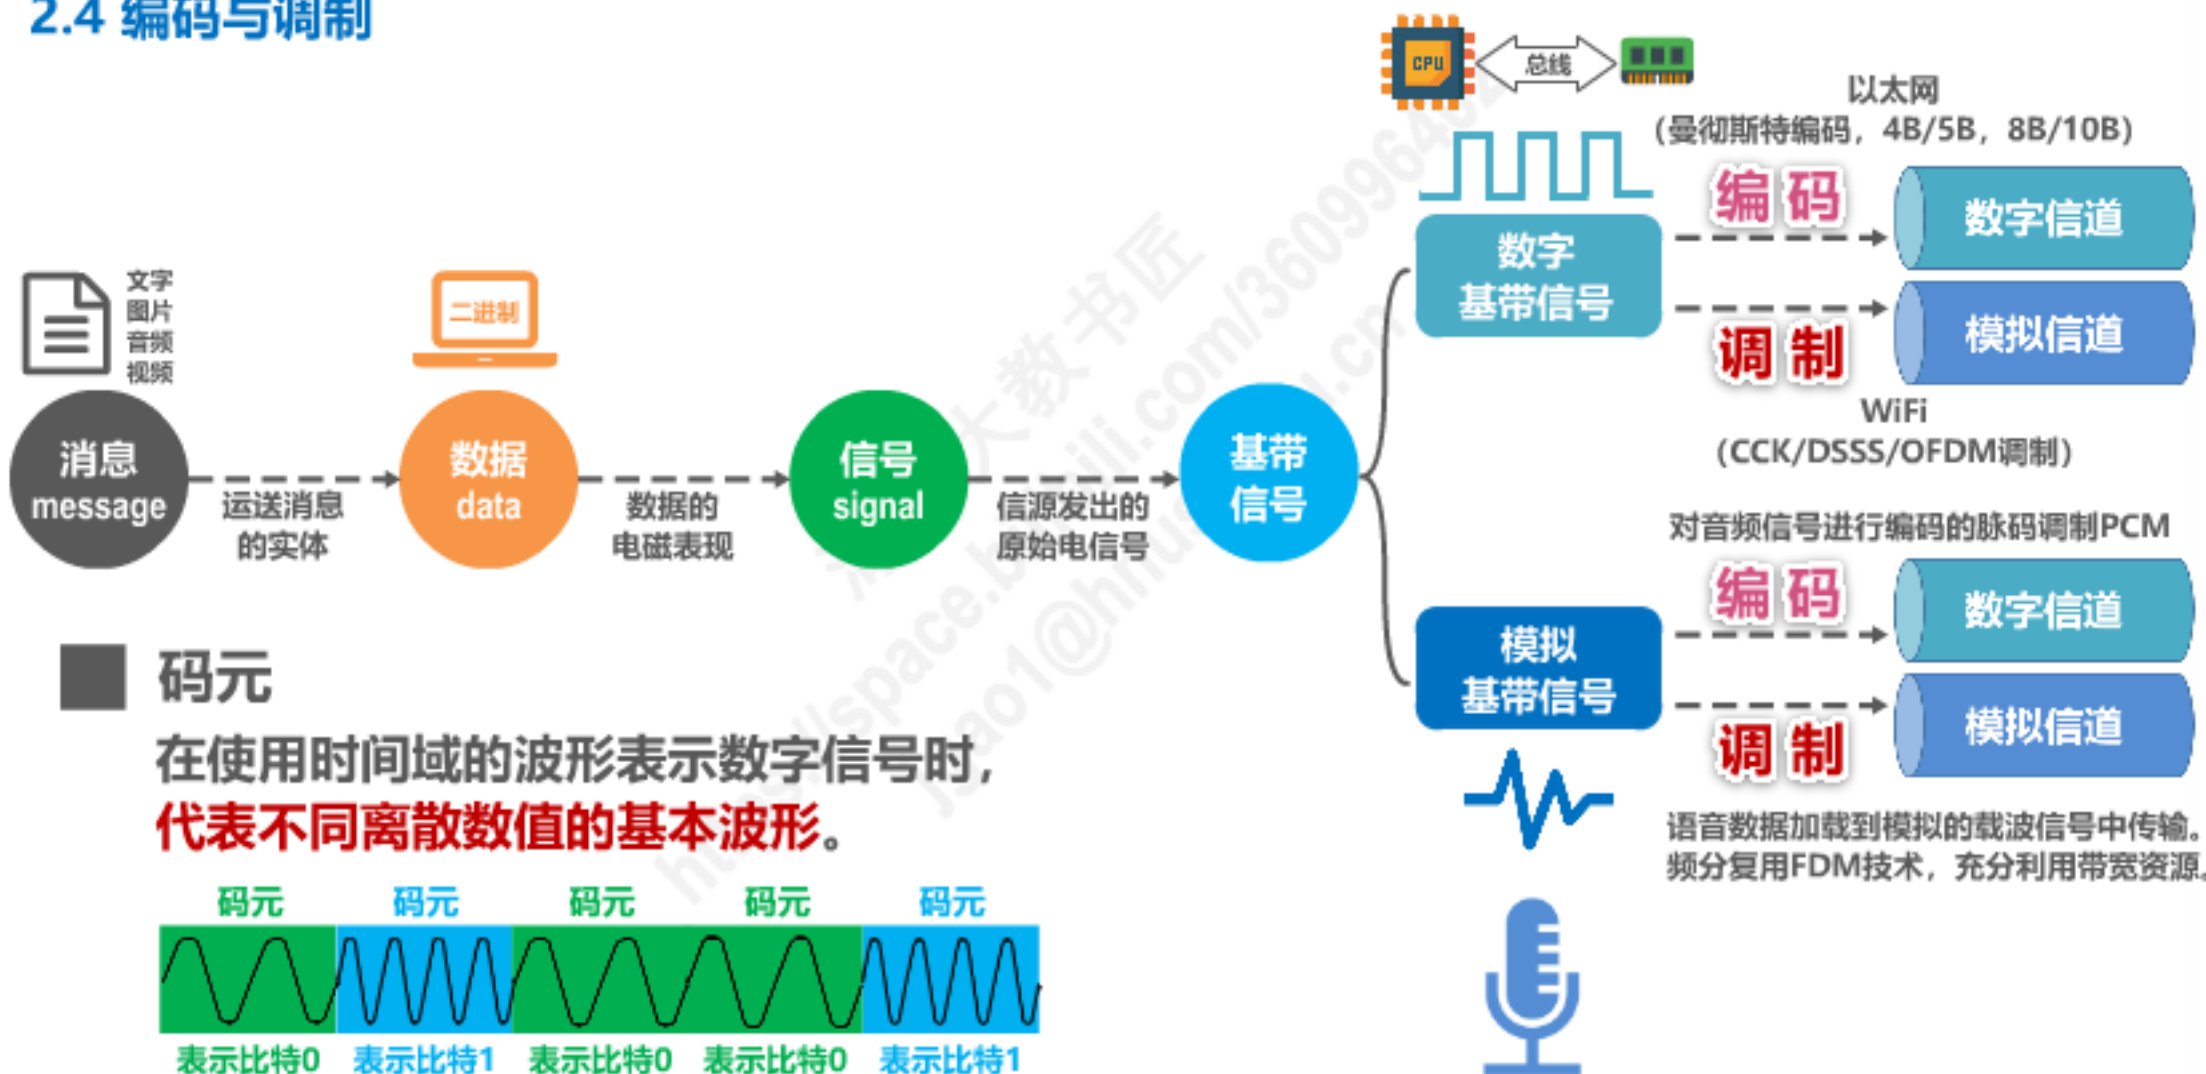 2.4 编码与调制
CPU
总线
以太网
(曼彻斯特编码，4B/5B，8B/10B)
编 码
数字信道
数字
基带信号
调 制
模拟信道
WiFi
(CCK/DSSS/OFDM调制)
文字
图片
音频
视频
二进制
消息
message
运送消息
的实体
数据
data
数据的
电磁表现
信号
signal
信源发出的
原始电信号
基带
信号
对音频信号进行编码的脉码调制PCM
编 码
数字信道
模拟
基带信号
调 制
模拟信道
语音数据加载到模拟的载波信号中传输。
频分复用FDM技术，充分利用带宽资源。
码元
在使用时间域的波形表示数字信号时，
代表不同离散数值的基本波形。
码元 码元 码元 码元 码元
表示比特0 表示比特1 表示比特0 表示比特0 表示比特1